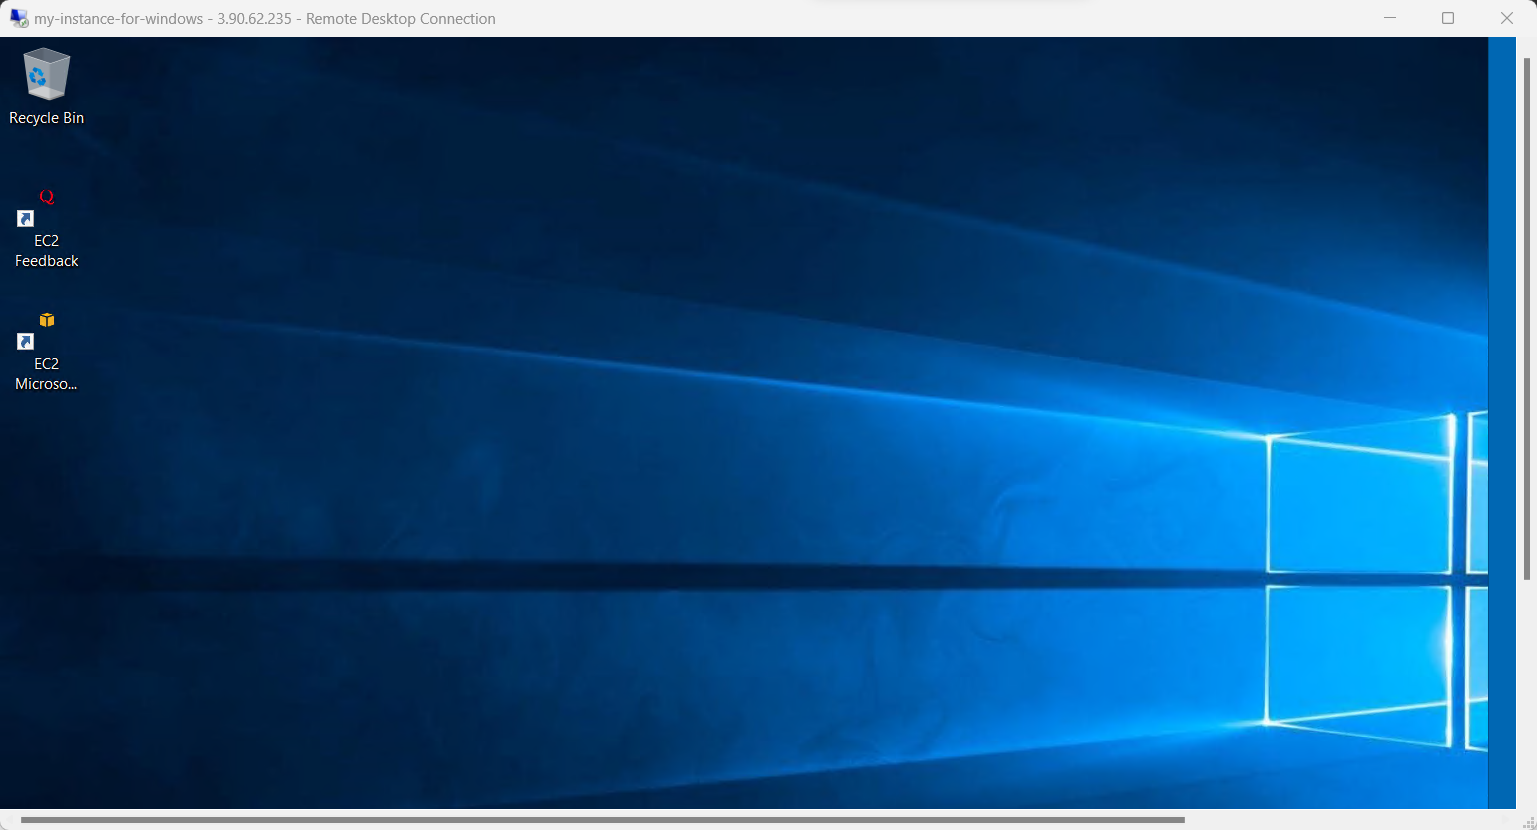 my-instance-for-windows - 3.90.62.235 - Remote Desktop Connection
Recycle Bin
EC2
Feedback
EC2
Microso...